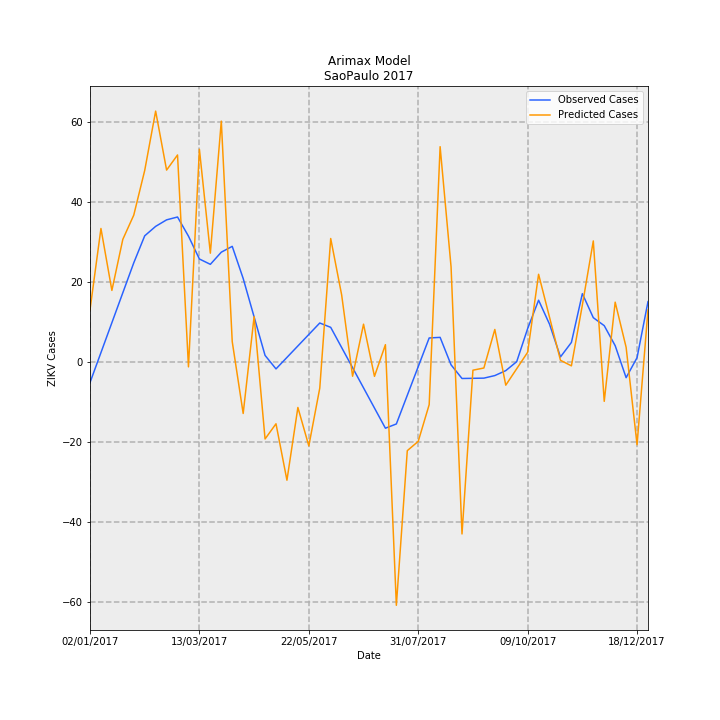 Arimax Model
SaoPaulo 2017
Observed Cases
Predicted Cases
ZIKV Cases
60
40
20
0
−20
−40
−60
02/01/2017
13/03/2017
22/05/2017
31/07/2017
09/10/2017
18/12/2017
Date